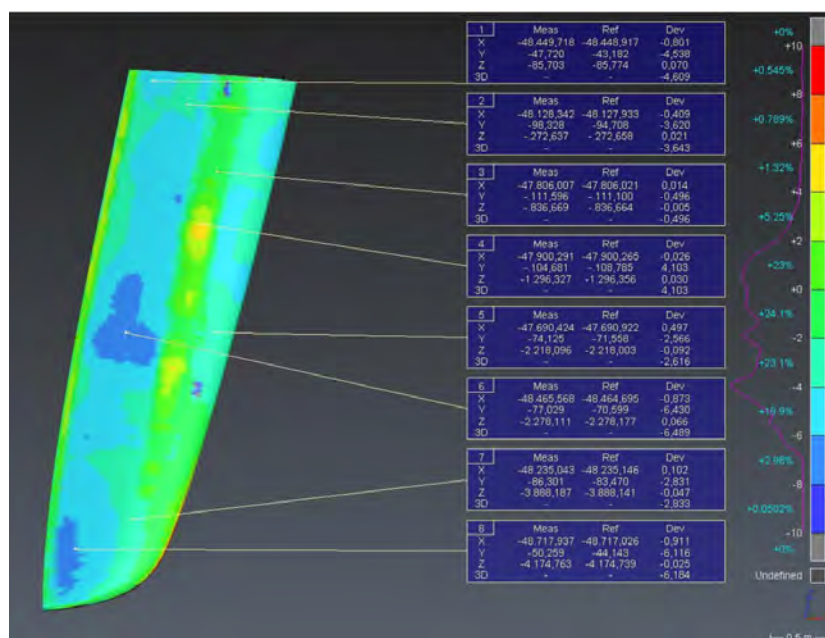 1 Meas Ref Dev
X -48.449,718 -48.448,917 -0,801
Y -47,720 -43,182 -4,538
Z -85,703 -85,774 0,070
3D - - -4,609
2 Meas Ref Dev
X -48.128,342 -48.127,933 -0,409
Y -98,328 -94,708 -3,620
Z -272,637 -272,658 0,021
3D - - -3,643
3 Meas Ref Dev
X -47.806,007 -47.806,021 0,014
Y -111,596 -111,100 -0,496
Z -836,669 -836,664 -0,005
3D - - -0,496
4 Meas Ref Dev
X -47.900,291 -47.900,265 -0,026
Y -104,681 -108,785 4,103
Z -1.296,327 -1.296,356 0,030
3D - - 4,103
5 Meas Ref Dev
X -47.690,424 -47.690,922 0,497
Y -74,125 -71,558 -2,566
Z -2.218,096 -2.218,003 -0,092
3D - - -2,616
6 Meas Ref Dev
X -48.465,568 -48.464,695 -0,873
Y -77,029 -70,599 -6,430
Z -2.278,111 -2.278,177 0,066
3D - - -6,489
7 Meas Ref Dev
X -48.235,043 -48.235,146 0,102
Y -86,301 -83,470 -2,831
Z -3.888,187 -3.888,141 -0,047
3D - - -2,833
8 Meas Ref Dev
X -48.717,937 -48.717,026 -0,911
Y -50,259 -44,143 -6,116
Z -4.174,763 -4.174,739 -0,025
3D - - -6,184
+0%
+10
+0.545%
+8
+0.789%
+6
+1.32%
+4
+5.25%
+2
+23%
+0
+24.1%
-2
+23.1%
-4
+18.9%
-6
+2.98%
-8
+0.0502%
-10
+0%
Undefined
0.5 m